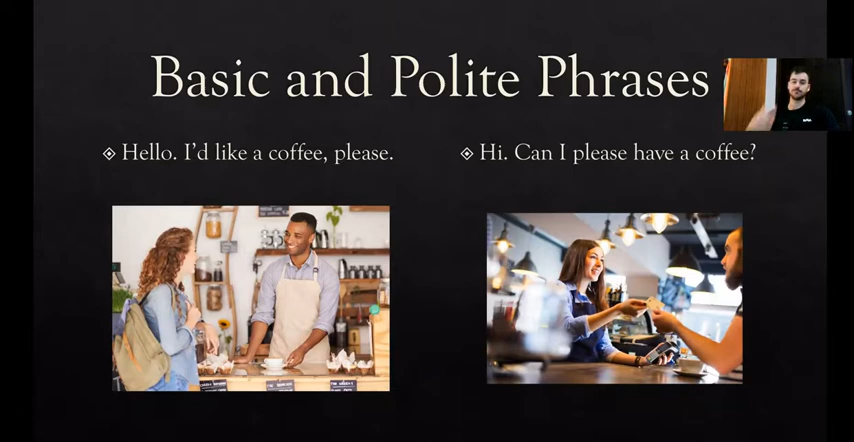 Basic and Polite Phrases
Hello. I'd like a coffee, please.
Hi. Can I please have a coffee?